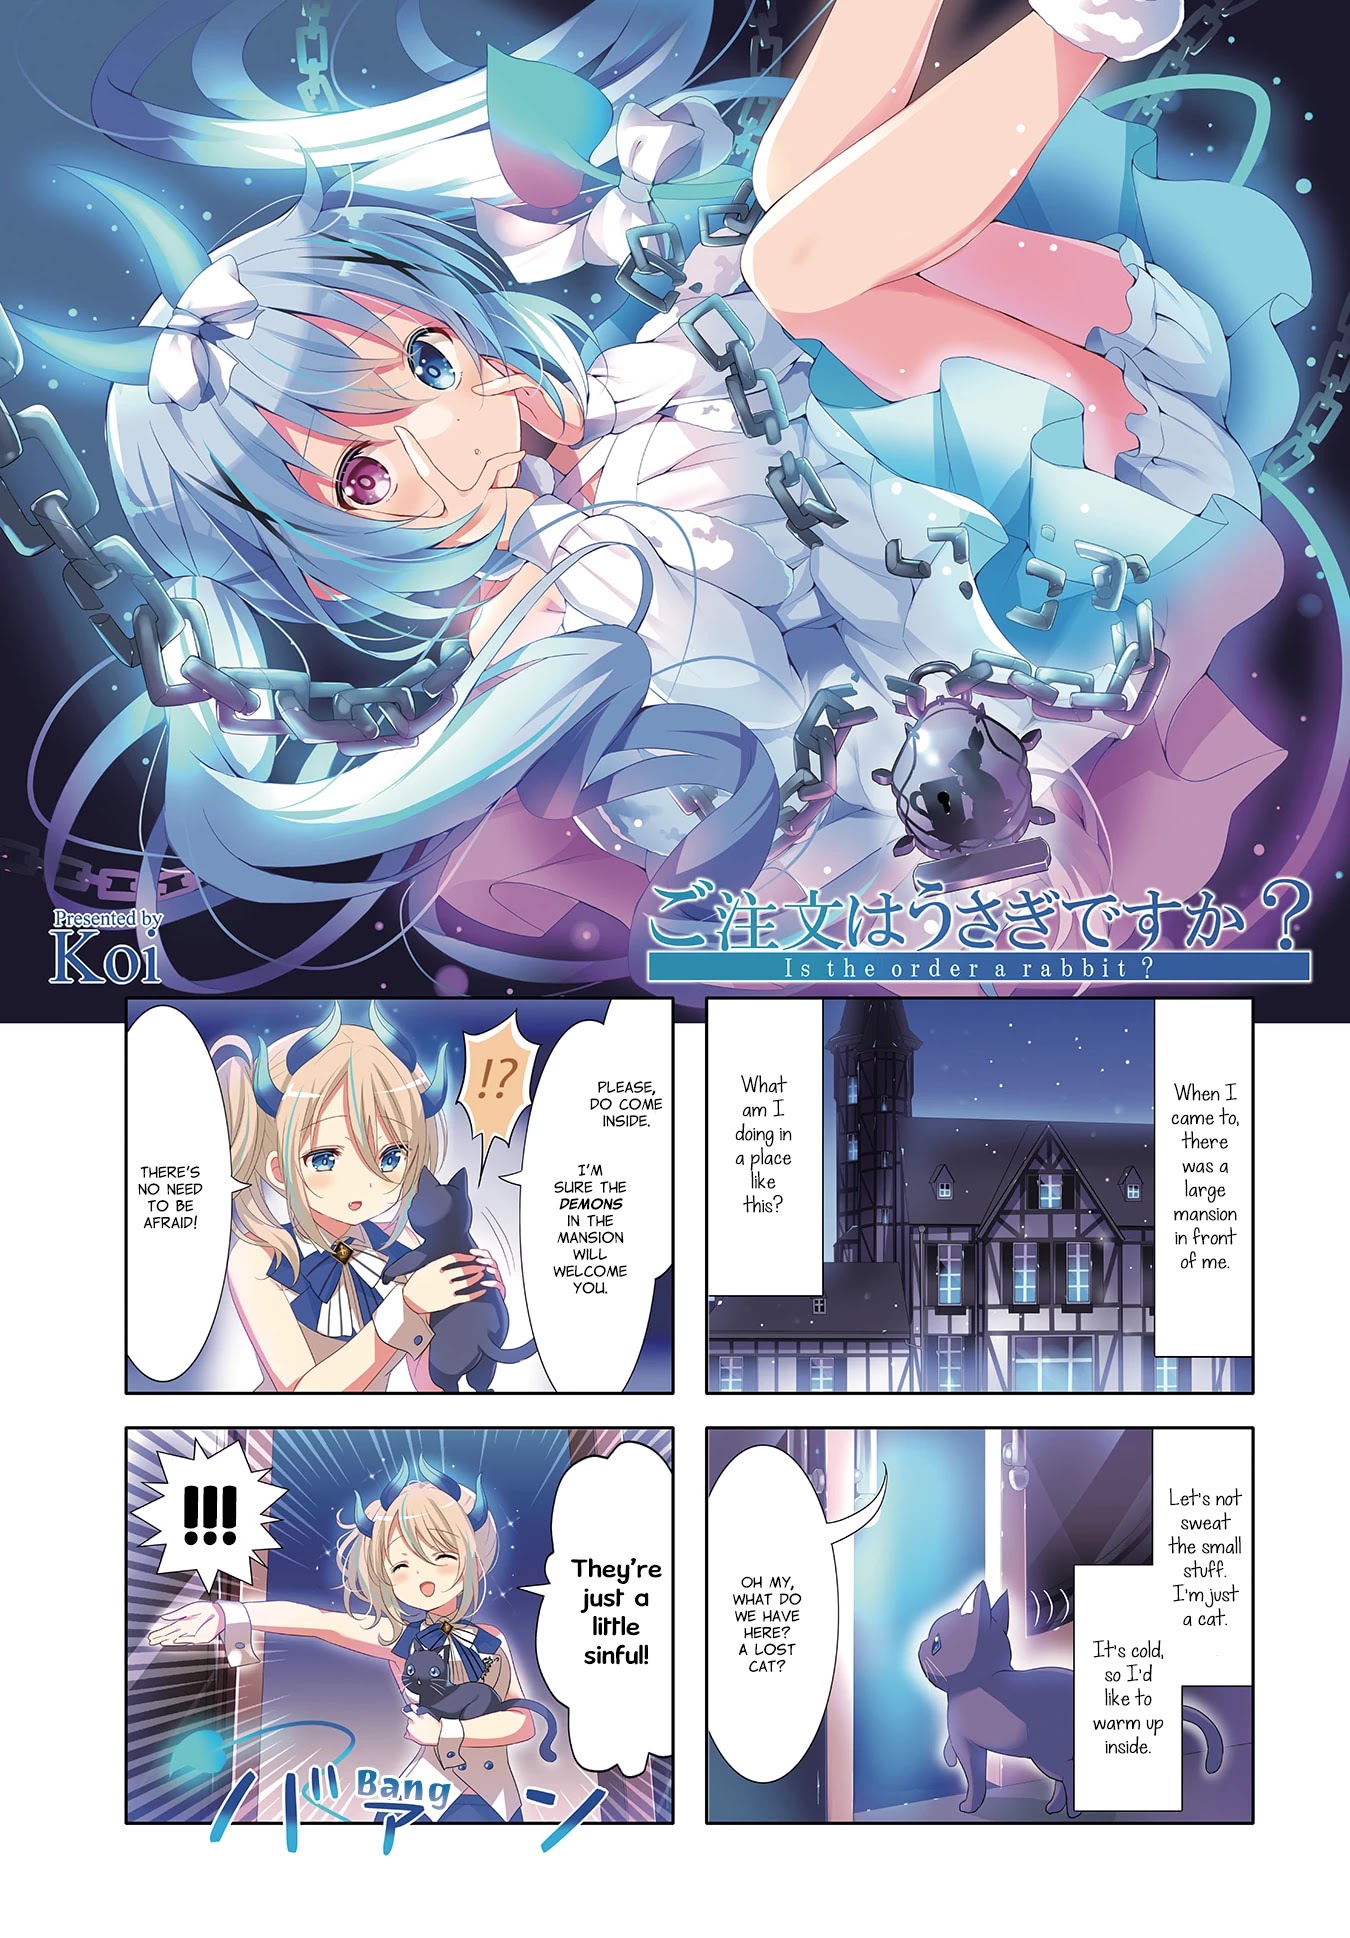 Presented by
Koi
ご注文はうさぎですか？
Is the order a rabbit?
When I
came to,
there
was a
large
mansion
in front
of me.
What
am I
doing in
a place
like
this?
Let's not
sweat
the small
stuff.
I'm just
a cat.
It's cold,
so I'd
like to
warm up
inside.
OH MY,
WHAT DO
WE HAVE
HERE?
A LOST
CAT?
PLEASE,
DO COME
INSIDE.
I'M
SURE THE
DEMONS
IN THE
MANSION
WILL
WELCOME
YOU.
!?
THERE'S
NO NEED
TO BE
AFRAID!
They're
just a
little
sinful!
!!!
Bang
バァン